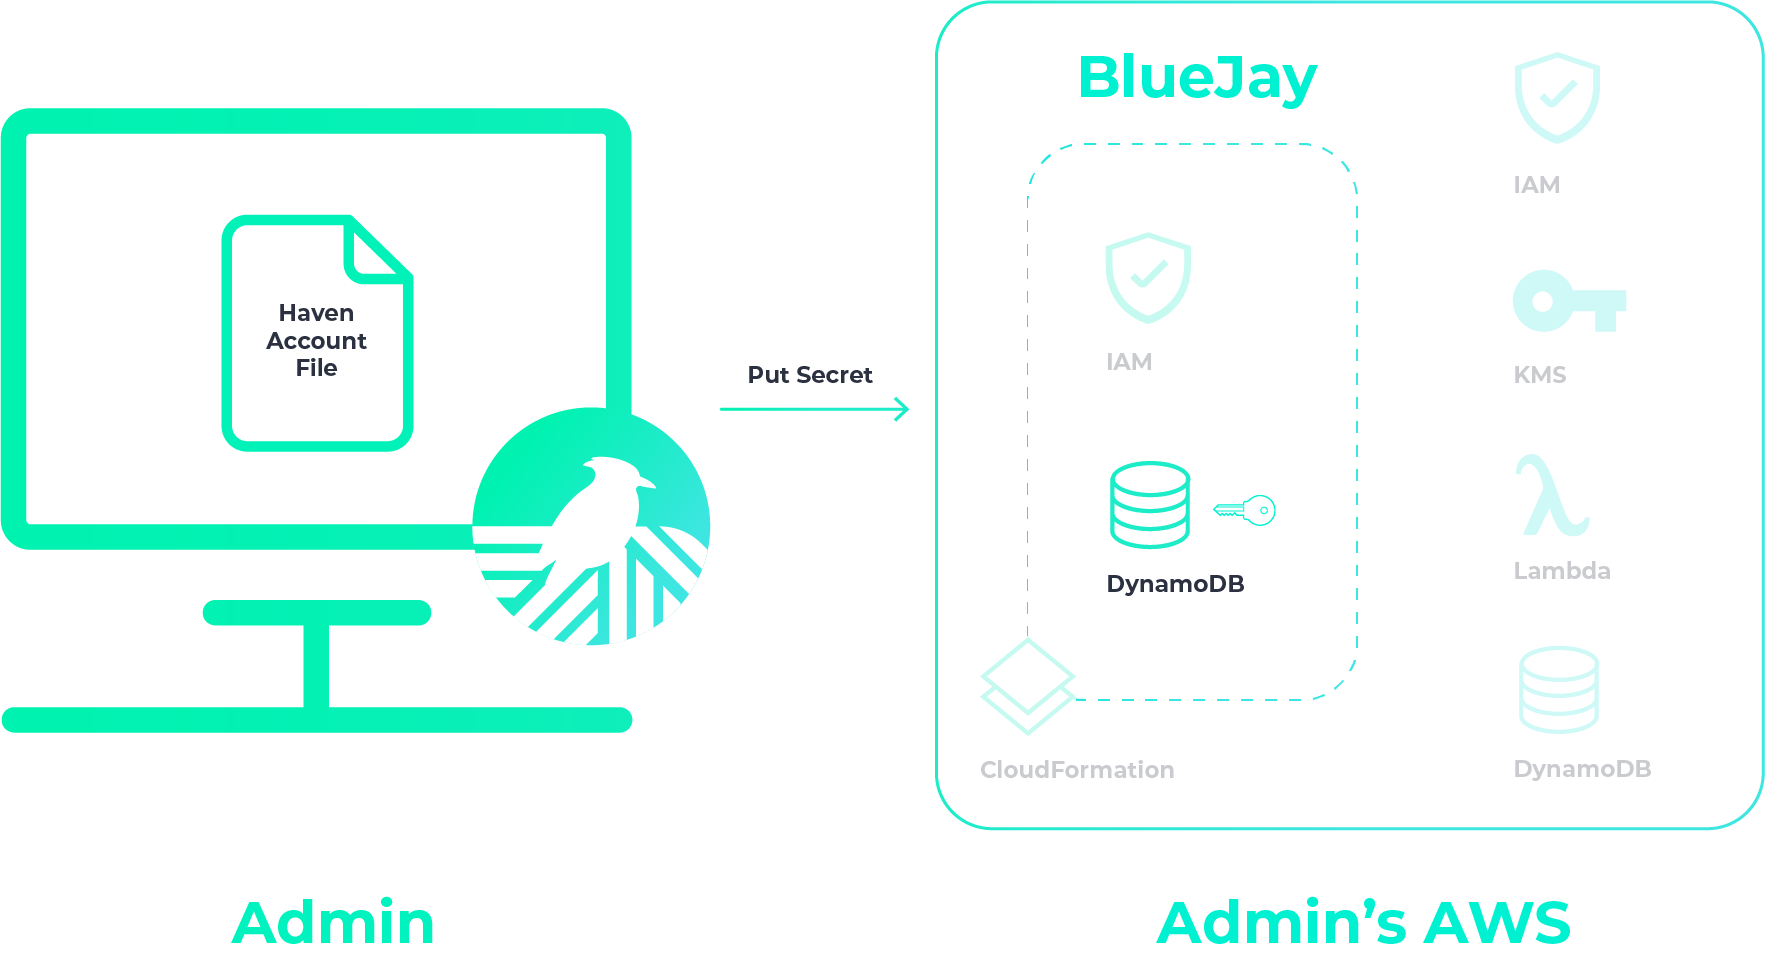 Haven
Account
File
Put Secret
BlueJay
IAM
DynamoDB
CloudFormation
IAM
KMS
Lambda
DynamoDB
Admin
Admin’s AWS